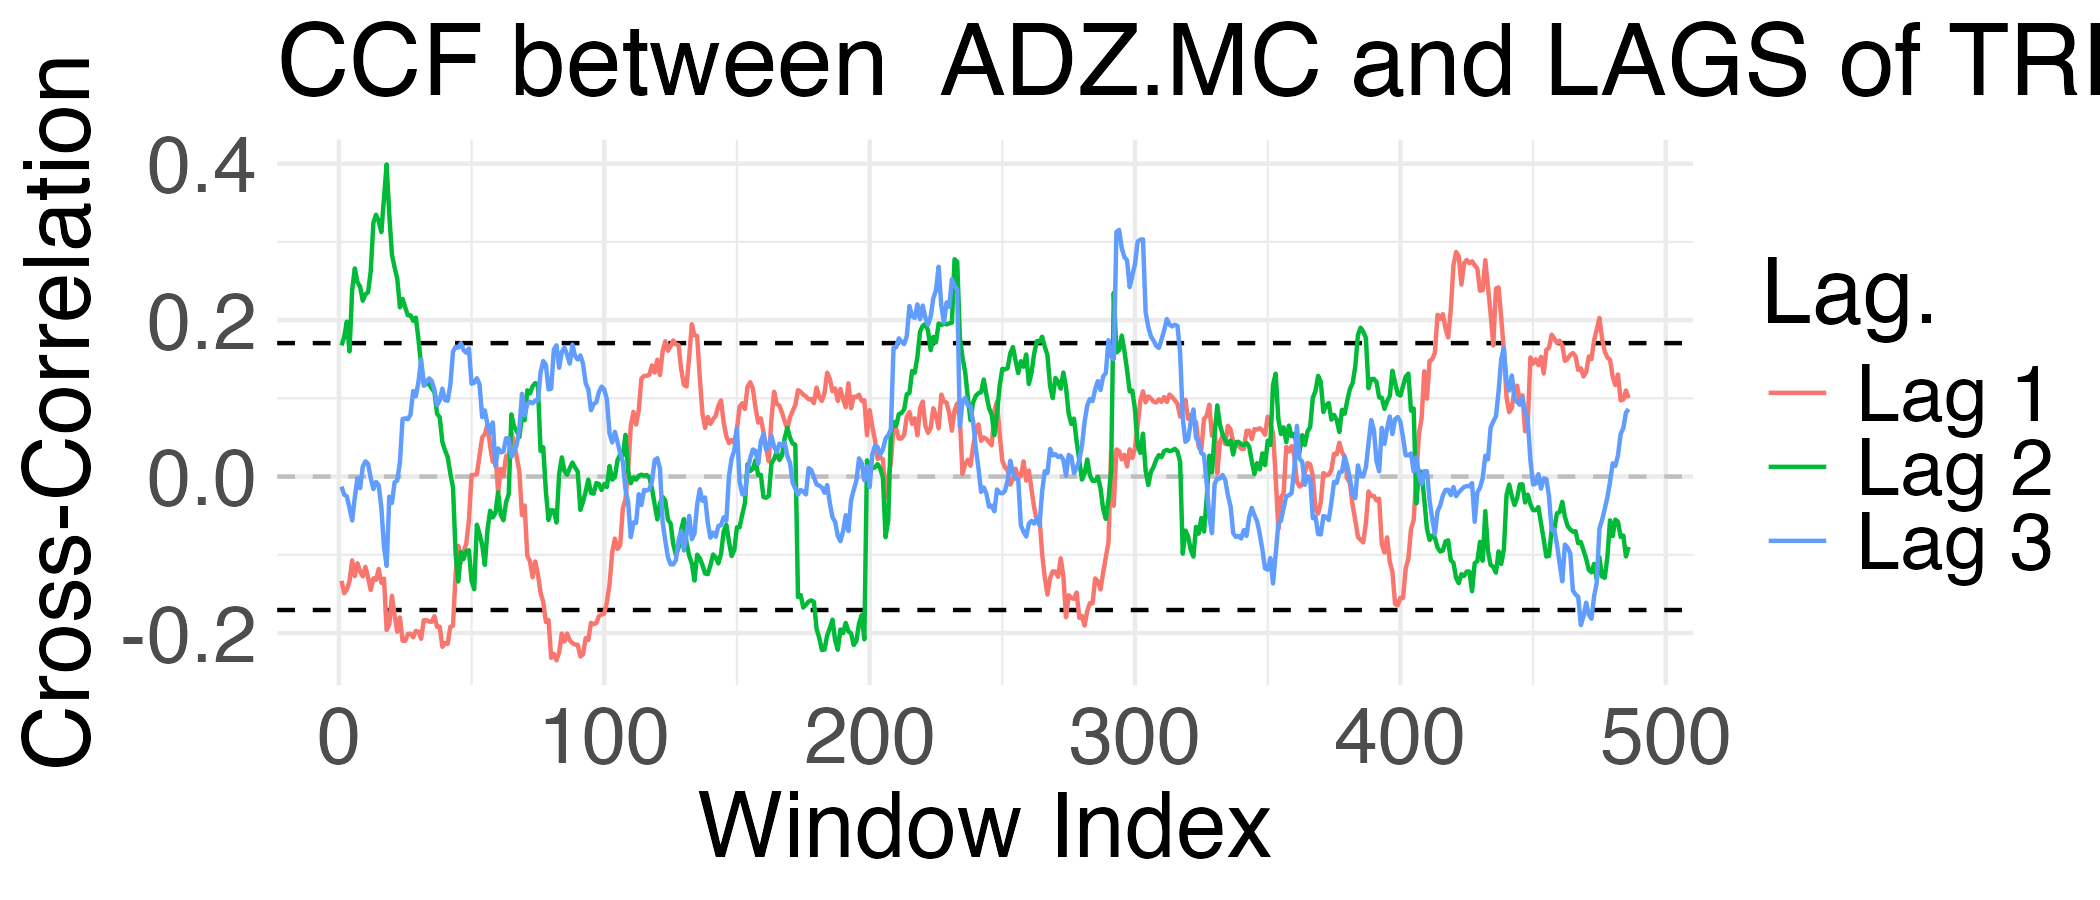 CCF between  ADZ.MC and LAGS of TRE
Cross-Correlation
0.4
0.2
0.0
-0.2
0 100 200 300 400 500
Window Index
Lag.
Lag 1
Lag 2
Lag 3